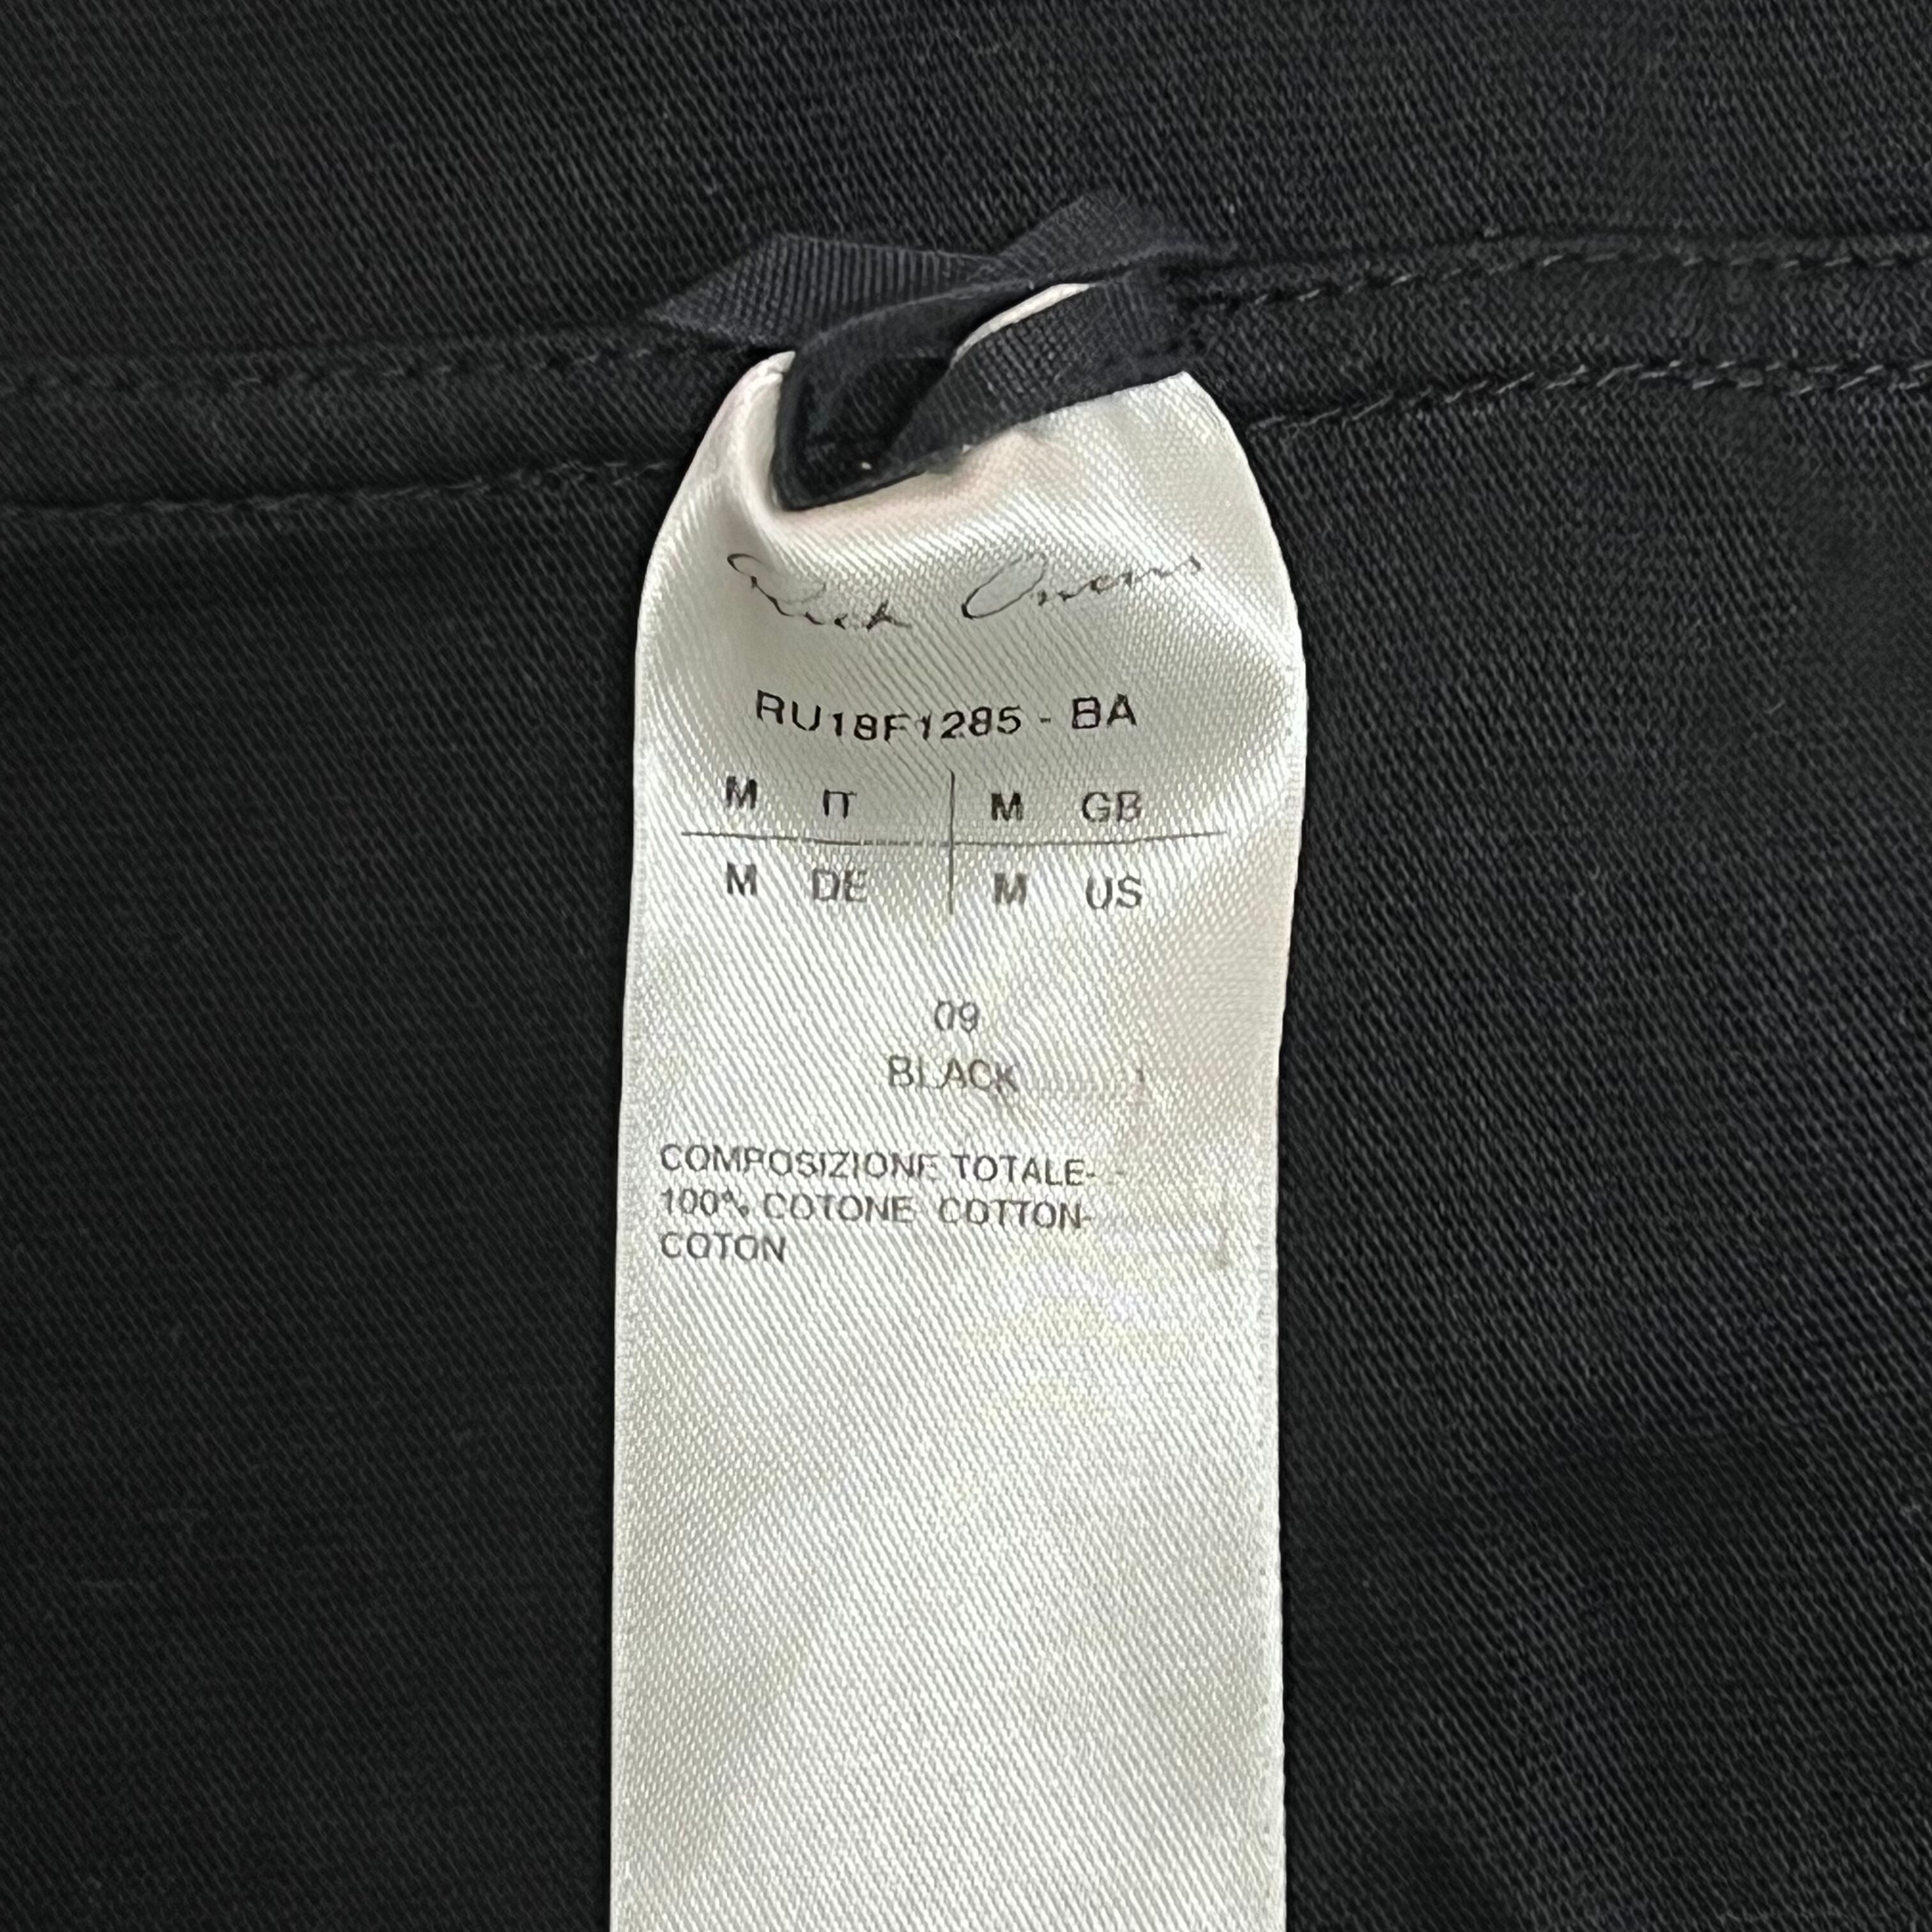 Rick Owens
RU18F1285 - BA
M IT M GB
M DE M US
09
BLACK
COMPOSIZIONE TOTALE-
100% COTONE COTTON-
COTON